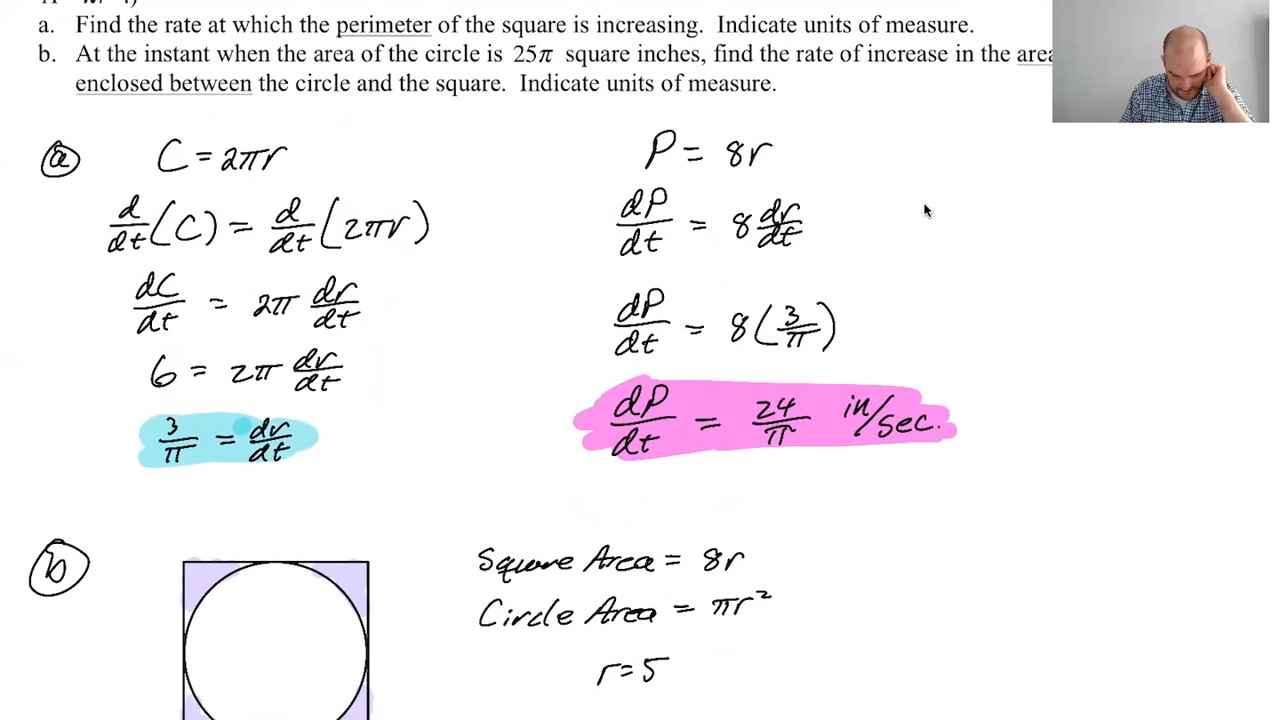 a. Find the rate at which the perimeter of the square is increasing. Indicate units of measure.
b. At the instant when the area of the circle is 25π square inches, find the rate of increase in the area
enclosed between the circle and the square. Indicate units of measure.
a C = 2πr P = 8r
d/dt (C) = d/dt (2πr) dP/dt = 8 dr/dt
dC/dt = 2π dr/dt dP/dt = 8 (3/π)
6 = 2π dr/dt
3/π = dr/dt dP/dt = 24/π in/sec.
b Square Area = 8r
Circle Area = πr²
r = 5